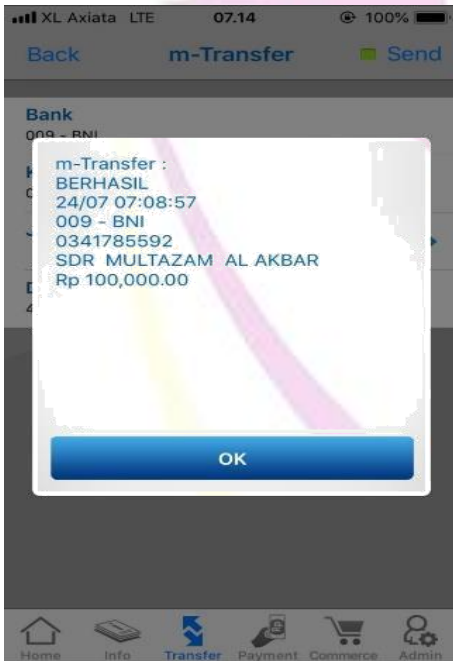 XL Axiata LTE 07.14 100%
Back m-Transfer Send
Bank
009 - BNI
m-Transfer :
BERHASIL
24/07 07:08:57
009 - BNI
0341785592
SDR MULTAZAM AL AKBAR
Rp 100,000.00
OK
Home Info Transfer Payment Commerce Admin